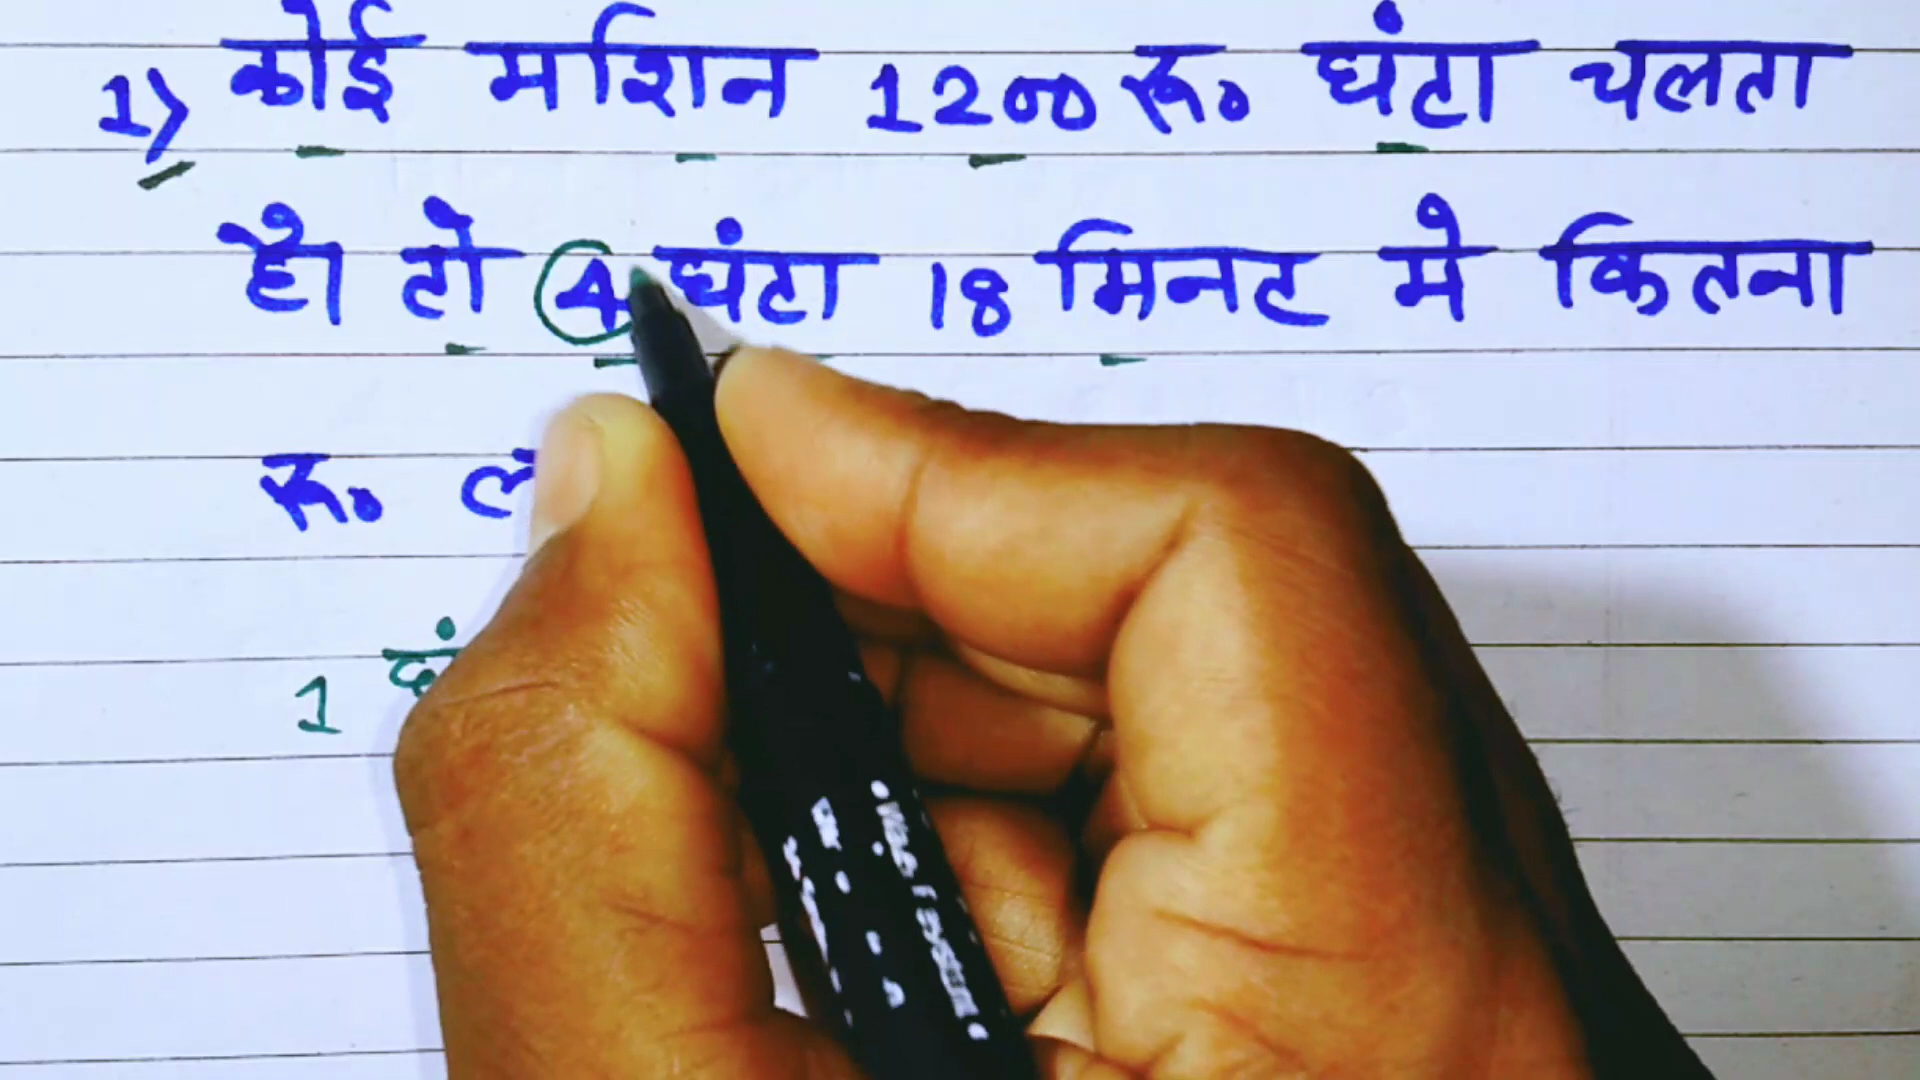 1) कोई मशिन 1200 रू० घंटा चलता
है। तो 4 घंटा 18 मिनट मे कितना
रू०
1